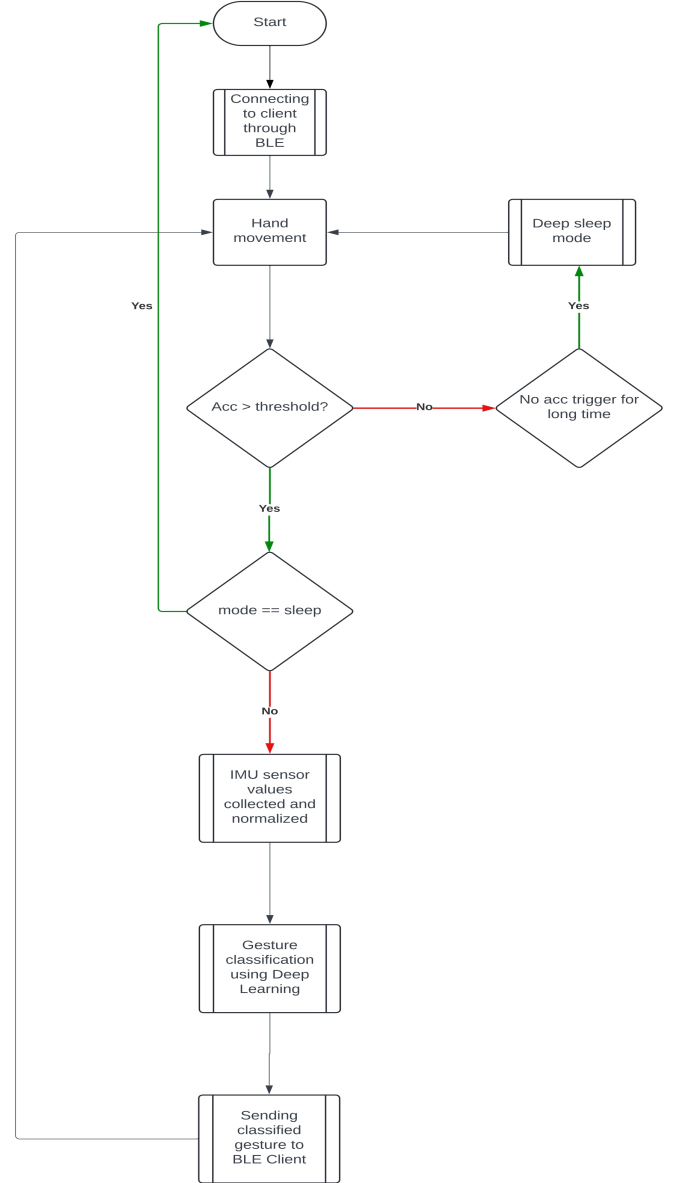 Start
Connecting
to client
through
BLE
Hand
movement
Deep sleep
mode
Yes
Yes
Acc > threshold?
No
No acc trigger for
long time
Yes
mode == sleep
No
IMU sensor
values
collected and
normalized
Gesture
classification
using Deep
Learning
Sending
classified
gesture to
BLE Client